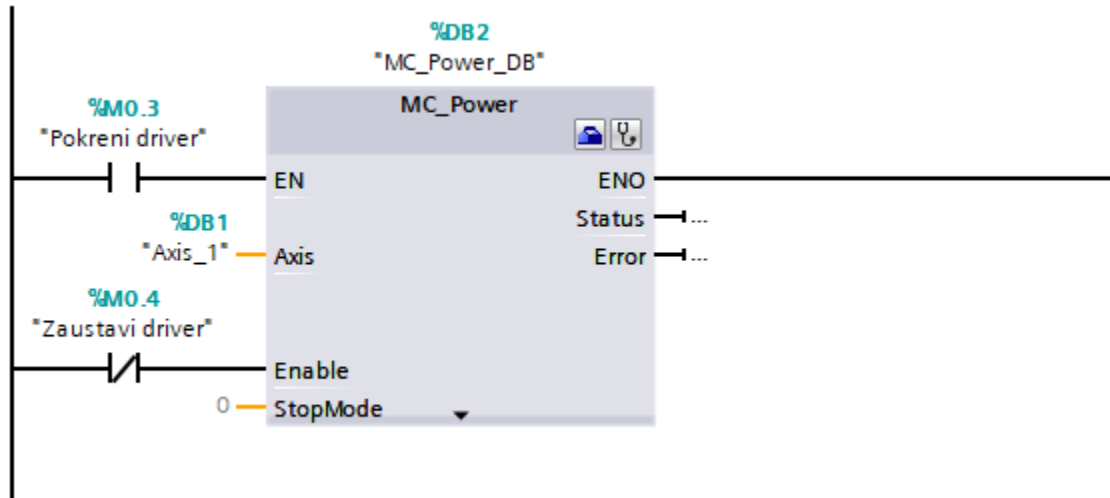 %DB2
"MC_Power_DB"
%M0.3
"Pokreni driver"
MC_Power
EN
ENO
Status
...
%DB1
"Axis_1"
Axis
Error
...
%M0.4
"Zaustavi driver"
Enable
0
StopMode